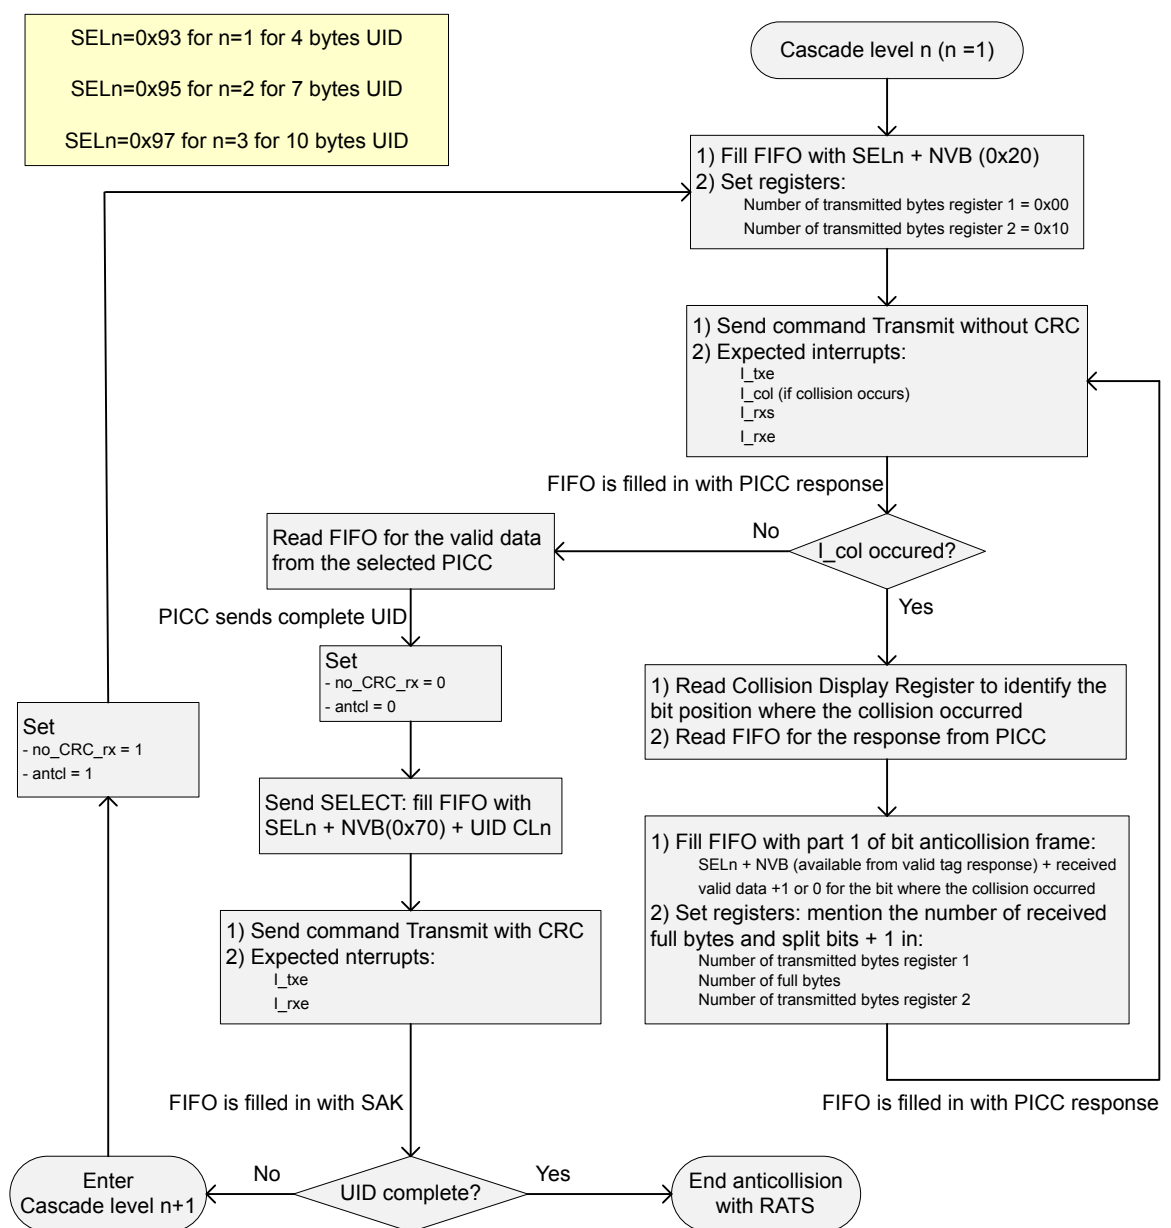 SELn=0x93 for n=1 for 4 bytes UID
SELn=0x95 for n=2 for 7 bytes UID
SELn=0x97 for n=3 for 10 bytes UID
Cascade level n (n =1)
1) Fill FIFO with SELn + NVB (0x20)
2) Set registers:
Number of transmitted bytes register 1 = 0x00
Number of transmitted bytes register 2 = 0x10
1) Send command Transmit without CRC
2) Expected interrupts:
I_txe
I_col (if collision occurs)
I_rxs
I_rxe
FIFO is filled in with PICC response
I_col occured?
No
Yes
Read FIFO for the valid data
from the selected PICC
PICC sends complete UID
Set
- no_CRC_rx = 0
- antcl = 0
Set
- no_CRC_rx = 1
- antcl = 1
1) Read Collision Display Register to identify the
bit position where the collision occurred
2) Read FIFO for the response from PICC
Send SELECT: fill FIFO with
SELn + NVB(0x70) + UID CLn
1) Fill FIFO with part 1 of bit anticollision frame:
SELn + NVB (available from valid tag response) + received
valid data +1 or 0 for the bit where the collision occurred
2) Set registers: mention the number of received
full bytes and split bits + 1 in:
Number of transmitted bytes register 1
Number of full bytes
Number of transmitted bytes register 2
1) Send command Transmit with CRC
2) Expected nterrupts:
I_txe
I_rxe
FIFO is filled in with SAK
FIFO is filled in with PICC response
UID complete?
No
Yes
Enter
Cascade level n+1
End anticollision
with RATS